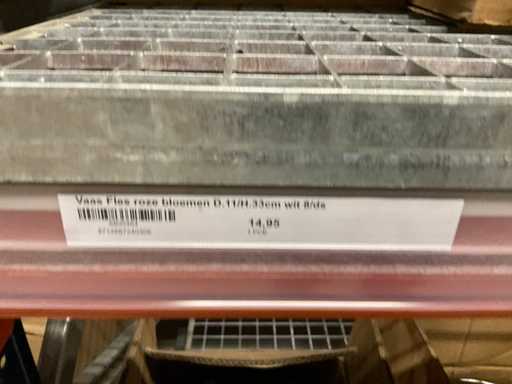 Vaas Fles roze bloemen D.11/H.33cm wit 8/ds
14,95